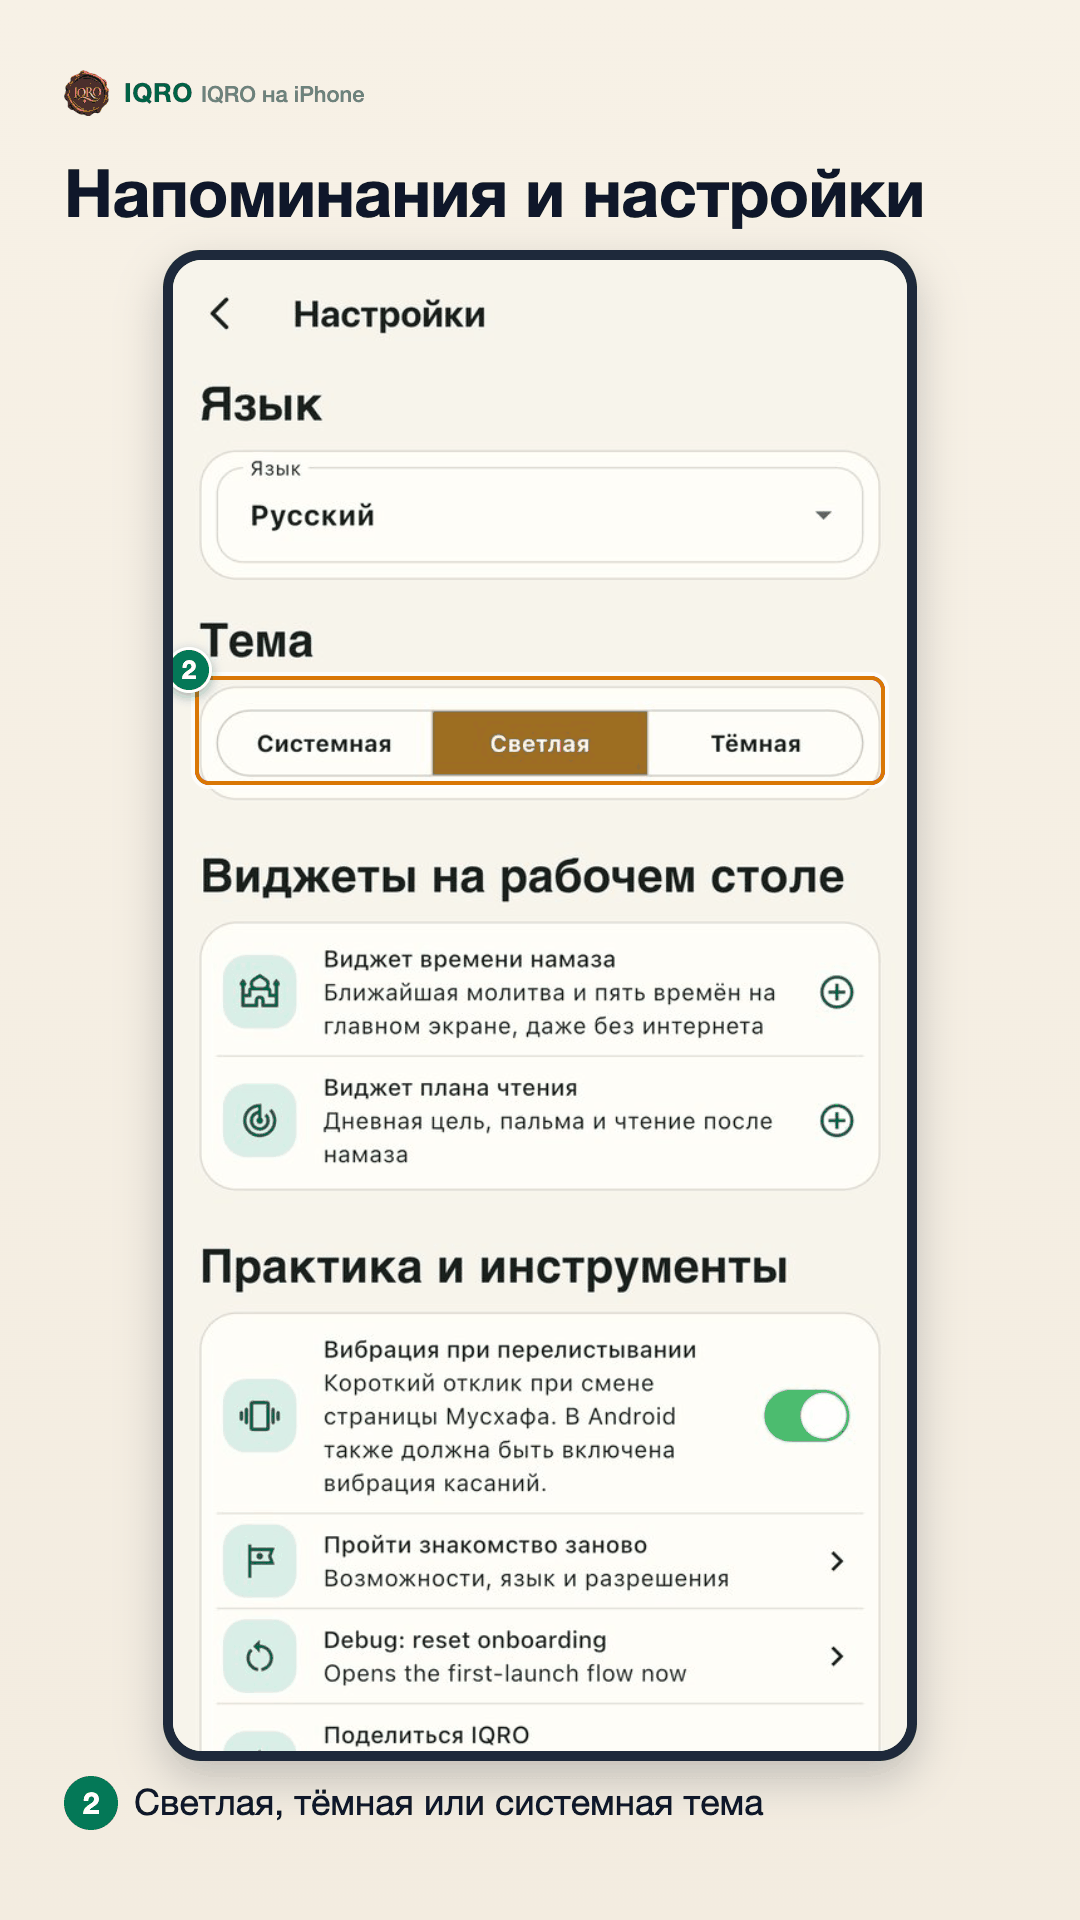 IQRO IQRO на iPhone
Напоминания и настройки
Настройки
Язык
Язык
Русский
Тема
2
Системная Светлая Тёмная
Виджеты на рабочем столе
Виджет времени намаза
Ближайшая молитва и пять времён на
главном экране, даже без интернета
Виджет плана чтения
Дневная цель, пальма и чтение после
намаза
Практика и инструменты
Вибрация при перелистывании
Короткий отклик при смене
страницы Мусхафа. В Android
также должна быть включена
вибрация касаний.
Пройти знакомство заново
Возможности, язык и разрешения
Debug: reset onboarding
Opens the first-launch flow now
Поделиться IQRO
2 Светлая, тёмная или системная тема